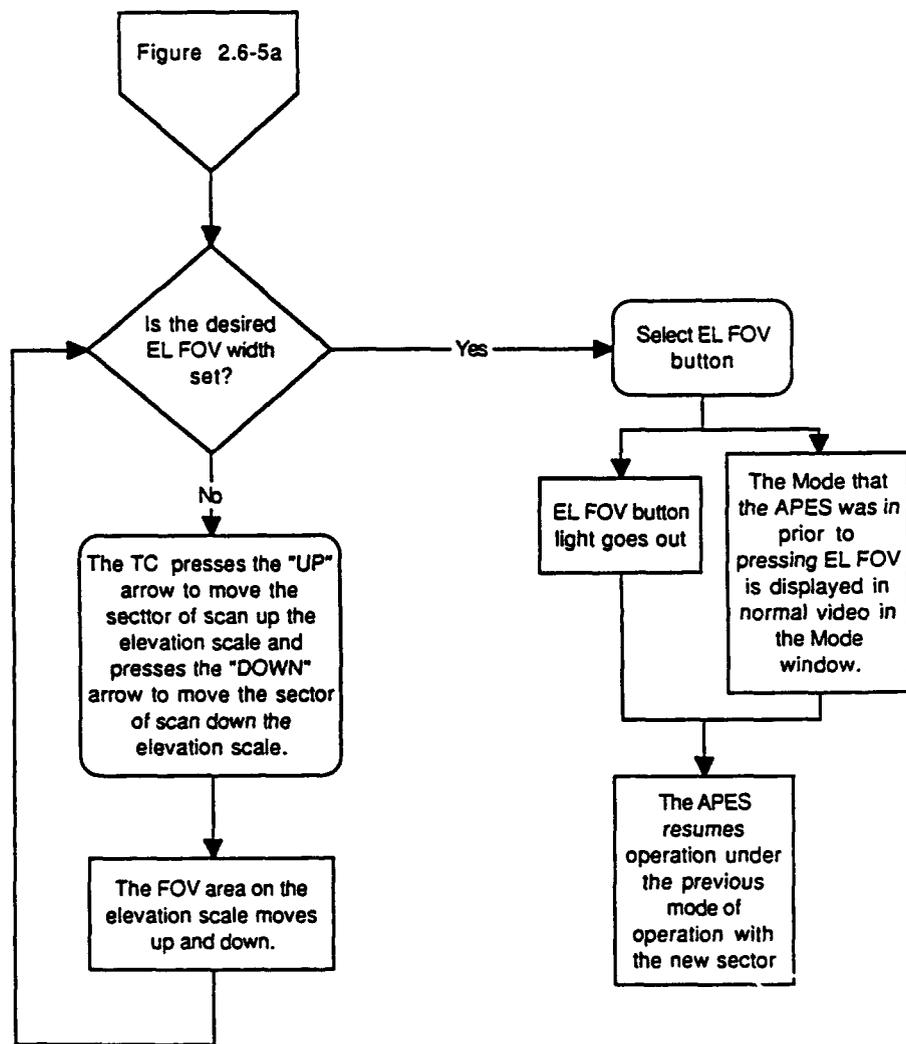 Figure 2.6-5a
Is the desired
EL FOV width
set?
Yes
No
The TC presses the "UP"
arrow to move the
secttor of scan up the
elevation scale and
presses the "DOWN"
arrow to move the sector
of scan down the
elevation scale.
The FOV area on the
elevation scale moves
up and down.
Select EL FOV
button
EL FOV button
light goes out
The Mode that
the APES was in
prior to
pressing EL FOV
is displayed in
normal video in
the Mode
window.
The APES
resumes
operation under
the previous
mode of
operation with
the new sector